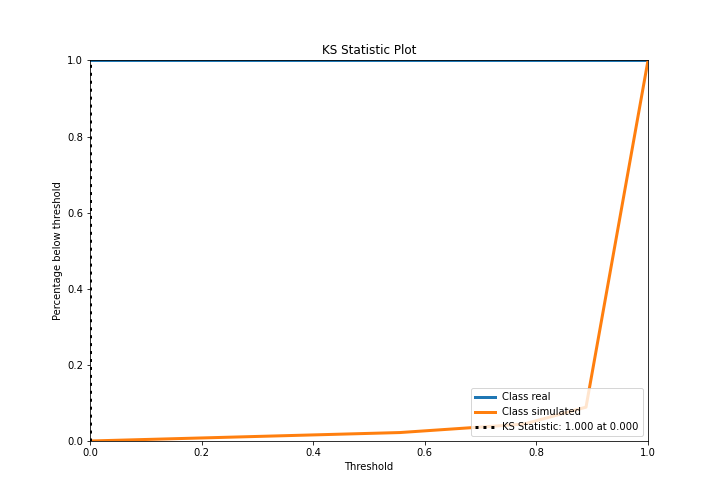 KS Statistic Plot
Percentage below threshold
1.0
0.8
0.6
0.4
0.2
0.0
0.0 0.2 0.4 0.6 0.8 1.0
Threshold
Class real
Class simulated
KS Statistic: 1.000 at 0.000